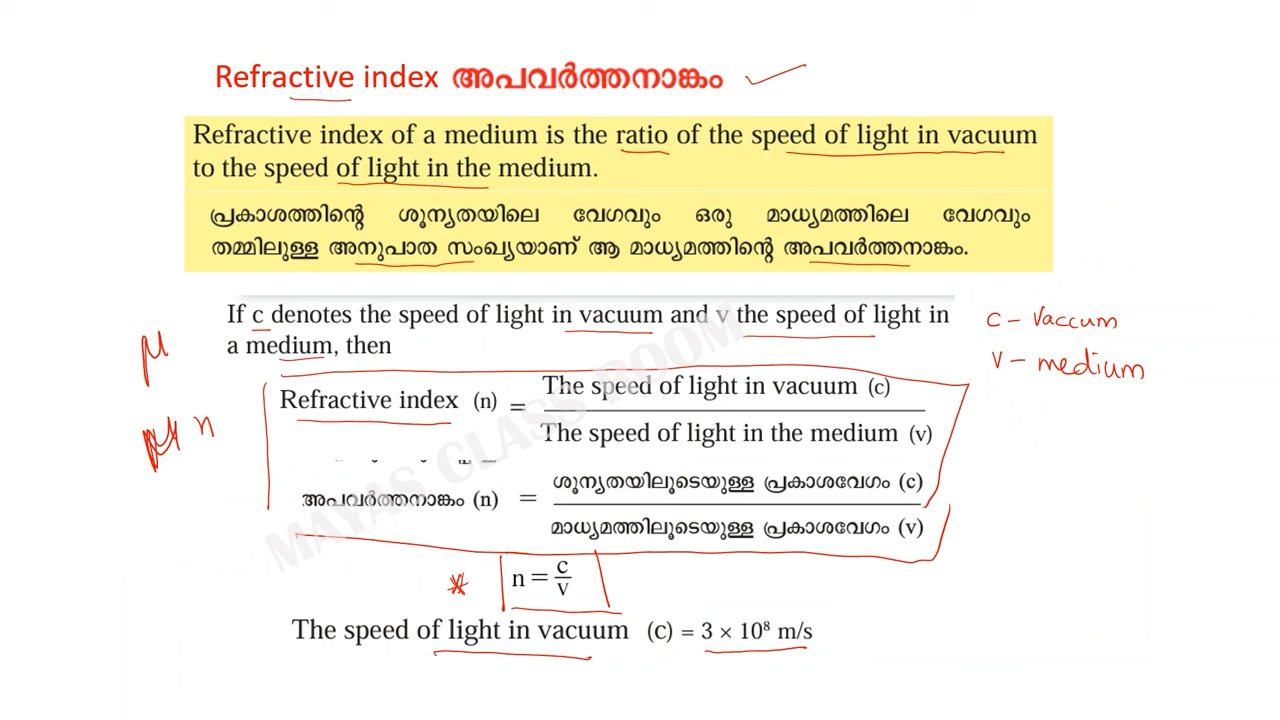 Refractive index അപവർത്തനാങ്കം
Refractive index of a medium is the ratio of the speed of light in vacuum
to the speed of light in the medium.
പ്രകാശത്തിന്റെ ശൂന്യതയിലെ വേഗവും ഒരു മാധ്യമത്തിലെ വേഗവും
തമ്മിലുള്ള അനുപാത സംഖ്യയാണ് ആ മാധ്യമത്തിന്റെ അപവർത്തനാങ്കം.
If c denotes the speed of light in vacuum and v the speed of light in
a medium, then
c – vaccum
v – medium
μ
n
Refractive index (n) = The speed of light in vacuum (c)
The speed of light in the medium (v)
അപവർത്തനാങ്കം (n) = ശൂന്യതയിലൂടെയുള്ള പ്രകാശവേഗം (c)
മാധ്യമത്തിലൂടെയുള്ള പ്രകാശവേഗം (v)
MAYAS CLASS ROOM
* n = c/v
The speed of light in vacuum (c) = 3 × 10⁸ m/s